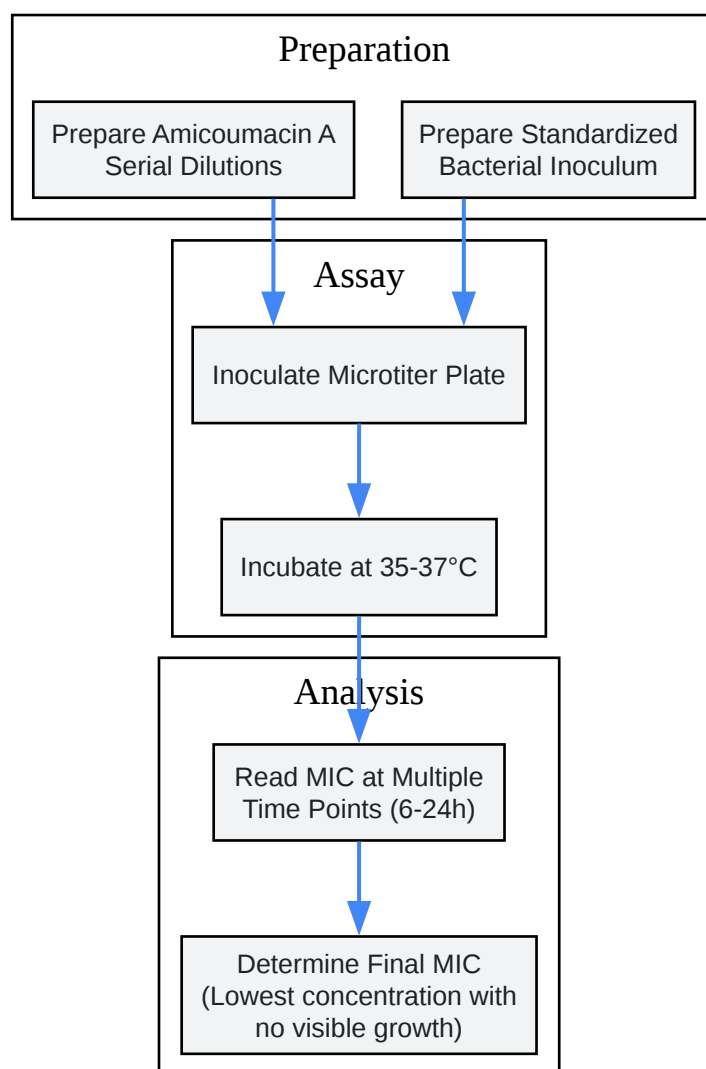 Preparation
Prepare Amicoumacin A
Serial Dilutions
Prepare Standardized
Bacterial Inoculum
Assay
Inoculate Microtiter Plate
Incubate at 35-37°C
Analysis
Read MIC at Multiple
Time Points (6-24h)
Determine Final MIC
(Lowest concentration with
no visible growth)